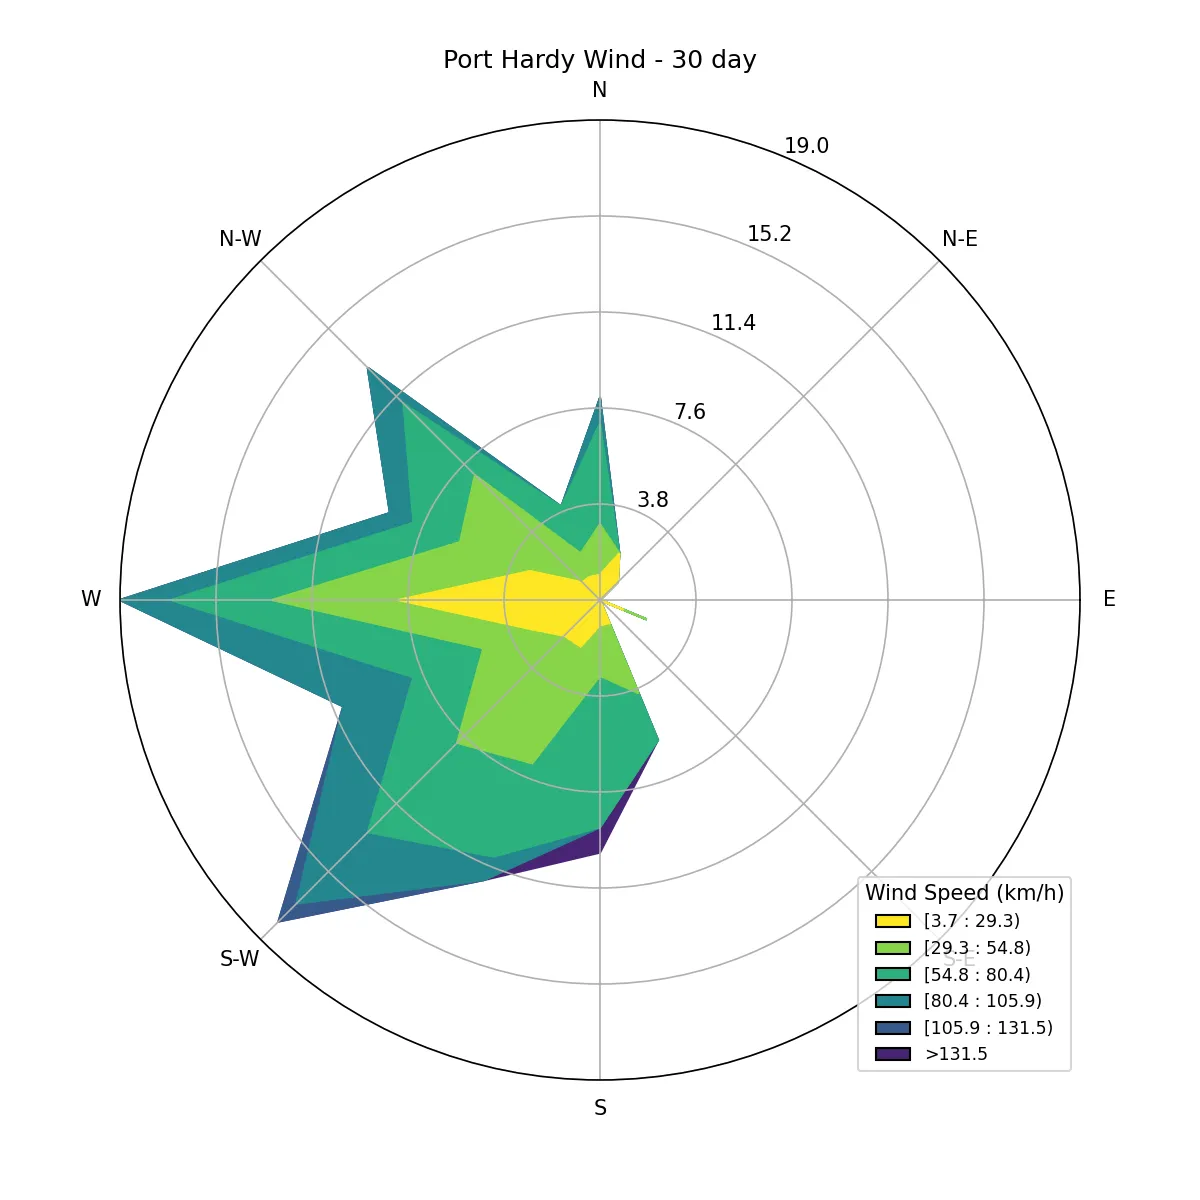 Port Hardy Wind - 30 day
N
19.0
15.2
N-W
N-E
11.4
7.6
3.8
W
E
Wind Speed (km/h)
[3.7 : 29.3)
[29.3 : 54.8)
S-W
S-E
[54.8 : 80.4)
[80.4 : 105.9)
[105.9 : 131.5)
>131.5
S